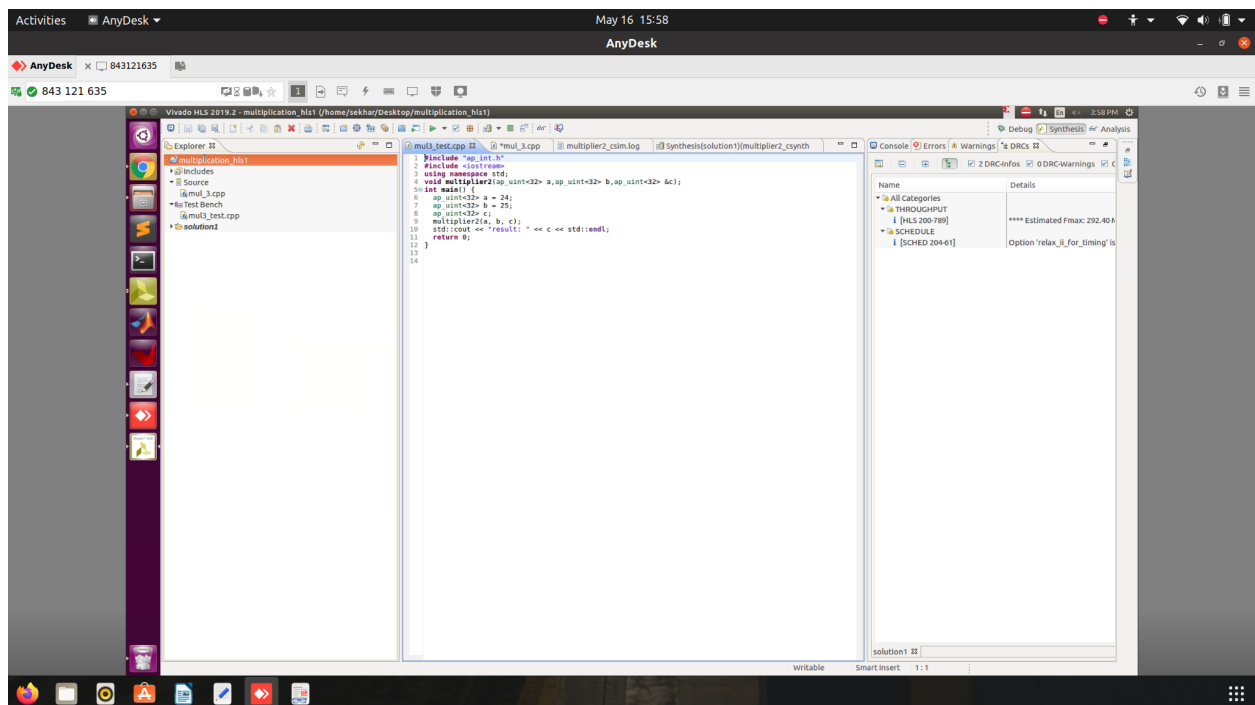 Activities AnyDesk May 16 15:58
AnyDesk
AnyDesk 843121635
843 121 635 1
Vivado HLS 2019.2 - multiplication_hls1 (/home/sekhar/Desktop/multiplication_hls1) En 3:58 PM
Debug Synthesis Analysis
Explorer mul3_test.cpp *mul_3.cpp multiplier2_csim.log Synthesis(solution1)(multiplier2_csynth Console Errors Warnings DRCs
multiplication_hls1
Includes
Source
mul_3.cpp
Test Bench
mul3_test.cpp
solution1
1 #include "ap_int.h"
2 #include <iostream>
3 using namespace std;
4 void multiplier2(ap_uint<32> a,ap_uint<32> b,ap_uint<32> &c);
5 int main() {
6 ap_uint<32> a = 24;
7 ap_uint<32> b = 25;
8 ap_uint<32> c;
9 multiplier2(a, b, c);
10 std::cout << "result: " << c << std::endl;
11 return 0;
12 }
13
14
2 DRC-Infos 0 DRC-Warnings
Name Details
All Categories
THROUGHPUT
[HLS 200-789] **** Estimated Fmax: 292.40 M
SCHEDULE
[SCHED 204-61] Option 'relax_ii_for_timing' is
solution1
Writable Smart Insert 1 : 1